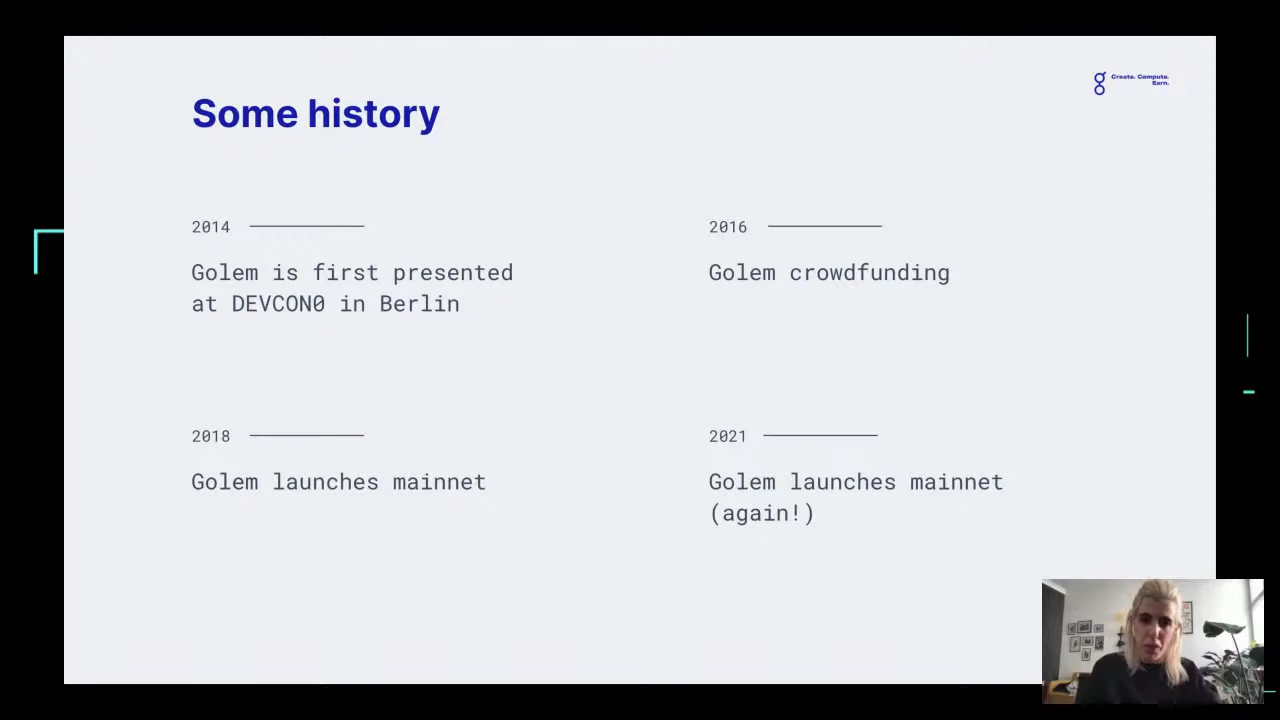 Some history
Create. Compute.
Earn.
2014
Golem is first presented
at DEVCON0 in Berlin
2016
Golem crowdfunding
2018
Golem launches mainnet
2021
Golem launches mainnet
(again!)